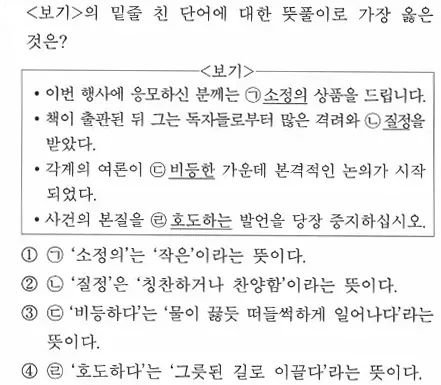 <보기>의 밑줄 친 단어에 대한 뜻풀이로 가장 옳은
것은?
<보기>
• 이번 행사에 응모하신 분께는 ㉠소정의 상품을 드립니다.
• 책이 출판된 뒤 그는 독자들로부터 많은 격려와 ㉡질정을
받았다.
• 각계의 여론이 ㉢비등한 가운데 본격적인 논의가 시작
되었다.
• 사건의 본질을 ㉣호도하는 발언을 당장 중지하십시오.
① ㉠ ‘소정의’는 ‘작은’이라는 뜻이다.
② ㉡ ‘질정’은 ‘칭찬하거나 찬양함’이라는 뜻이다.
③ ㉢ ‘비등하다’는 ‘물이 끓듯 떠들썩하게 일어나다’라는
뜻이다.
④ ㉣ ‘호도하다’는 ‘그릇된 길로 이끌다’라는 뜻이다.